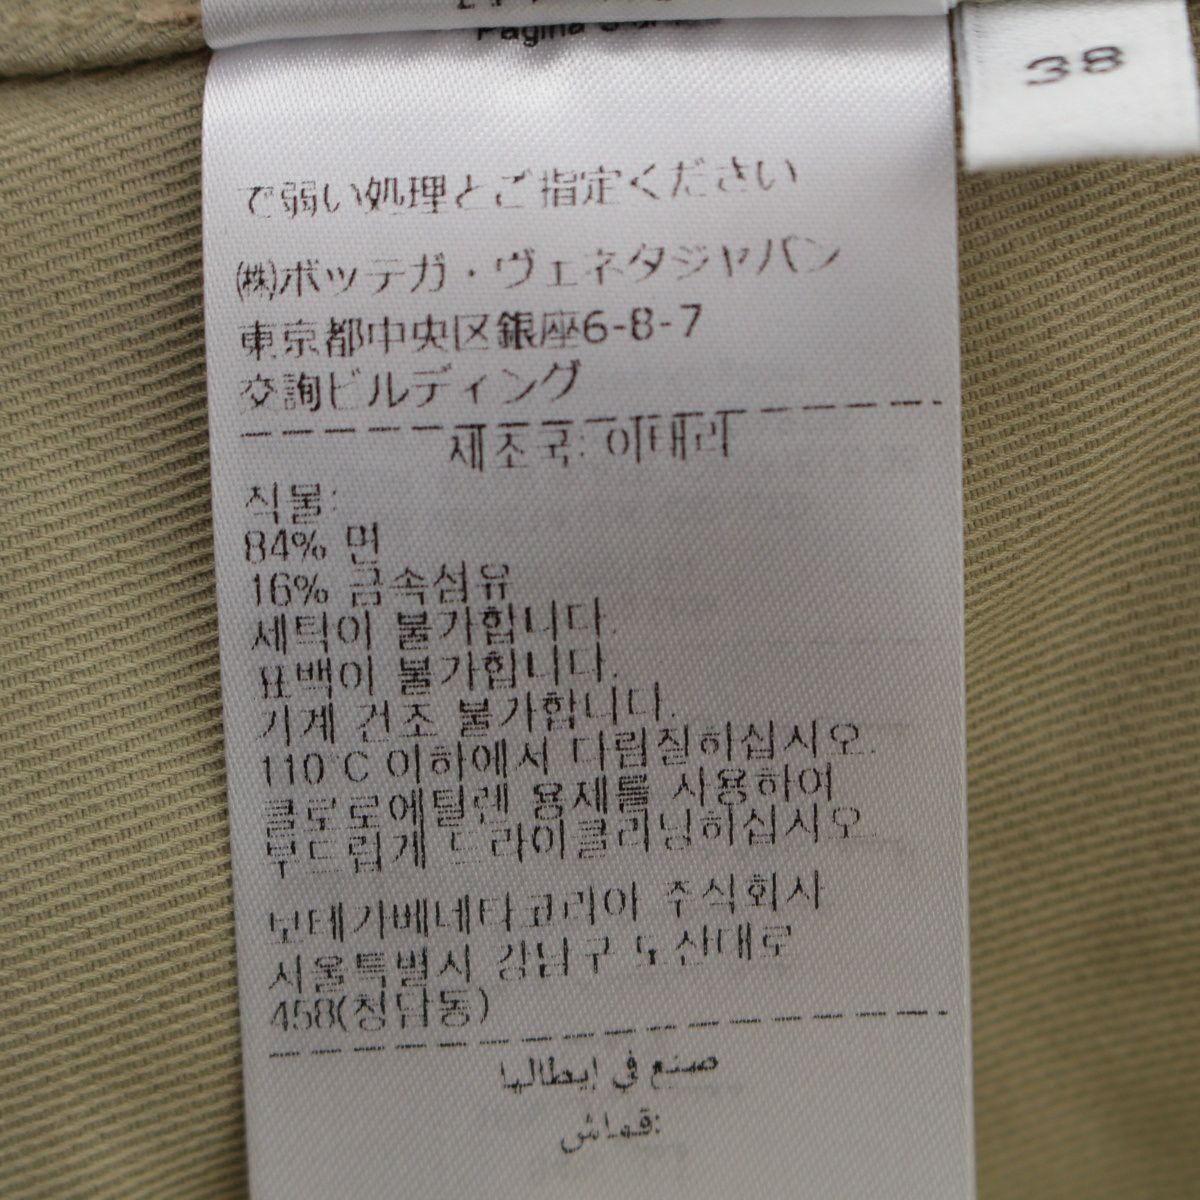 Pagina
38
で弱い処理とご指定ください
㈱ボッテガ・ヴェネタジャパン
東京都中央区銀座6-8-7
交詢ビルディング
제조국: 이태리
직물:
84% 면
16% 금속섬유
세탁이 불가합니다.
표백이 불가합니다.
기계 건조 불가합니다.
110°C 이하에서 다림질하십시오.
클로로에틸렌 용제를 사용하여
부드럽게 드라이클리닝하십시오.
보테가베네타코리아 주식회사
서울특별시 강남구 도산대로
458(청담동)
صنع في إيطاليا
قماش: